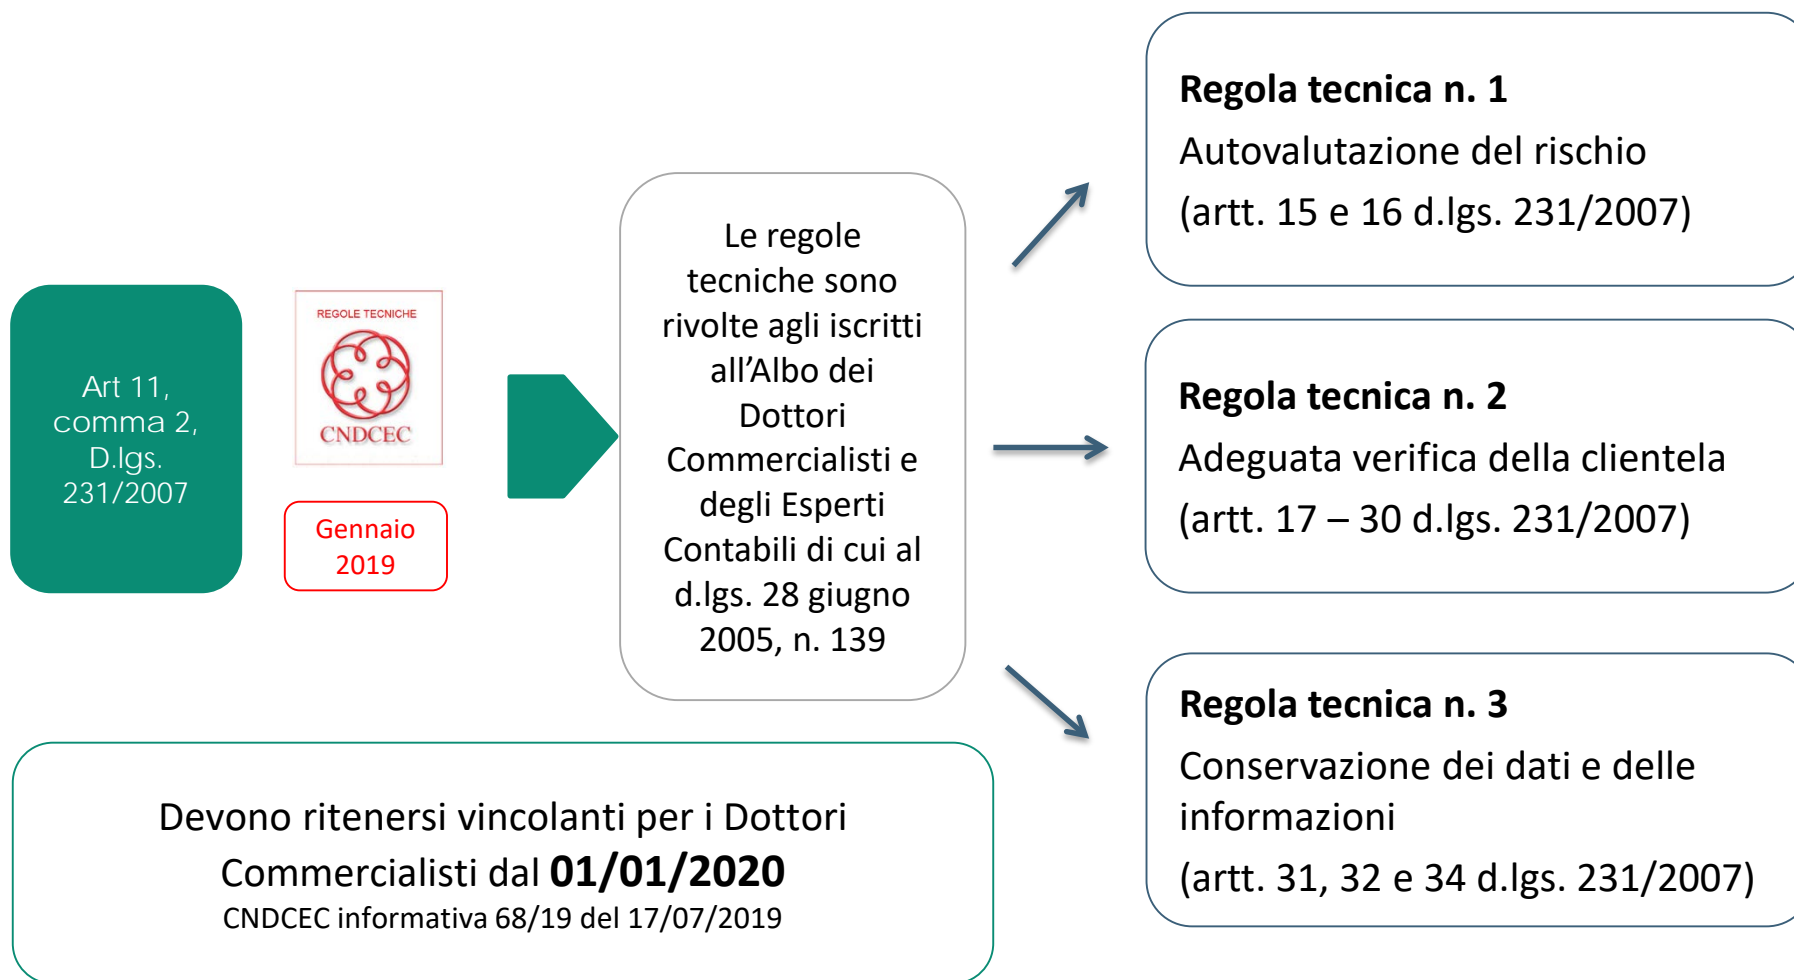 Art 11,
comma 2,
D.lgs.
231/2007
REGOLE TECNICHE
CNDCEC
Gennaio
2019
Le regole
tecniche sono
rivolte agli iscritti
all’Albo dei
Dottori
Commercialisti e
degli Esperti
Contabili di cui al
d.lgs. 28 giugno
2005, n. 139
Regola tecnica n. 1
Autovalutazione del rischio
(artt. 15 e 16 d.lgs. 231/2007)
Regola tecnica n. 2
Adeguata verifica della clientela
(artt. 17 – 30 d.lgs. 231/2007)
Regola tecnica n. 3
Conservazione dei dati e delle
informazioni
(artt. 31, 32 e 34 d.lgs. 231/2007)
Devono ritenersi vincolanti per i Dottori
Commercialisti dal 01/01/2020
CNDCEC informativa 68/19 del 17/07/2019